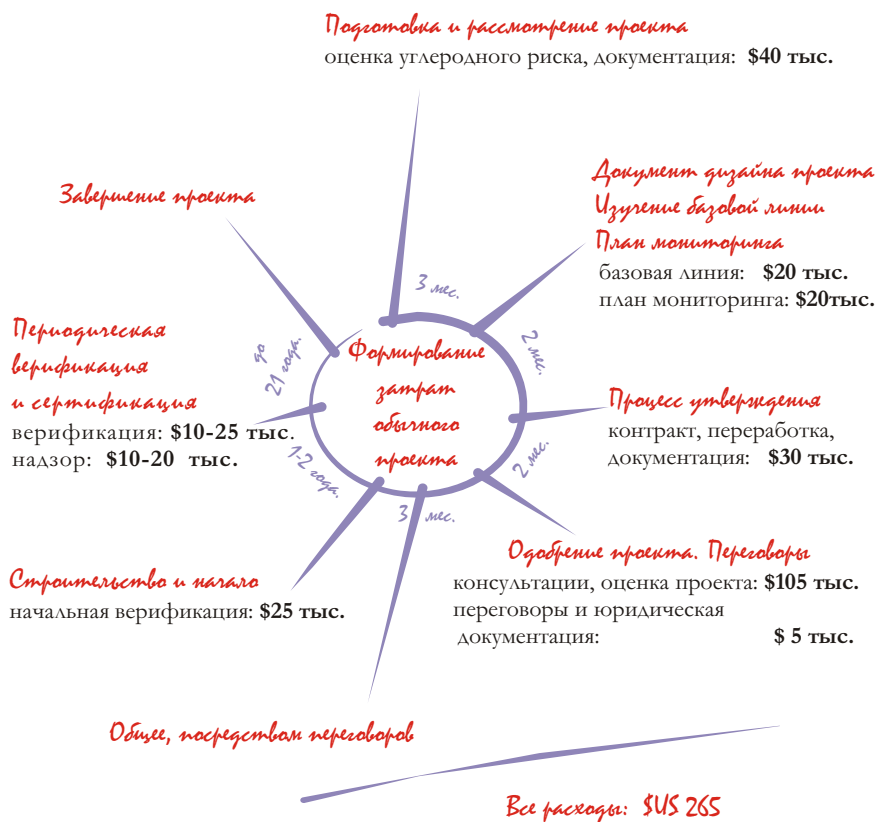 Подготовка и рассмотрение проекта
оценка углеродного риска, документация: $40 тыс.
Документ дизайна проекта
Изучение базовой линии
План мониторинга
базовая линия: $20 тыс.
план мониторинга: $20тыс.
Завершение проекта
3 мес.
2 мес.
до
21 года.
Формирование
затрат
обычного
проекта
Периодическая
верификация
и сертификация
верификация: $10-25 тыс.
надзор: $10-20 тыс.
Процесс утверждения
контракт, переработка,
документация: $30 тыс.
1-2 года.
2 мес.
3 мес.
Одобрение проекта. Переговоры
консультации, оценка проекта: $105 тыс.
переговоры и юридическая
документация: $ 5 тыс.
Строительство и начало
начальная верификация: $25 тыс.
Общее, посредством переговоров
Все расходы: $US 265